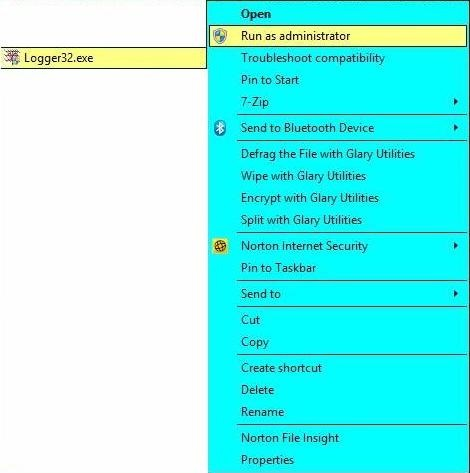 Open
Run as administrator
Logger32.exe
Troubleshoot compatibility
Pin to Start
7-Zip
Send to Bluetooth Device
Defrag the File with Glary Utilities
Wipe with Glary Utilities
Encrypt with Glary Utilities
Split with Glary Utilities
Norton Internet Security
Pin to Taskbar
Send to
Cut
Copy
Create shortcut
Delete
Rename
Norton File Insight
Properties